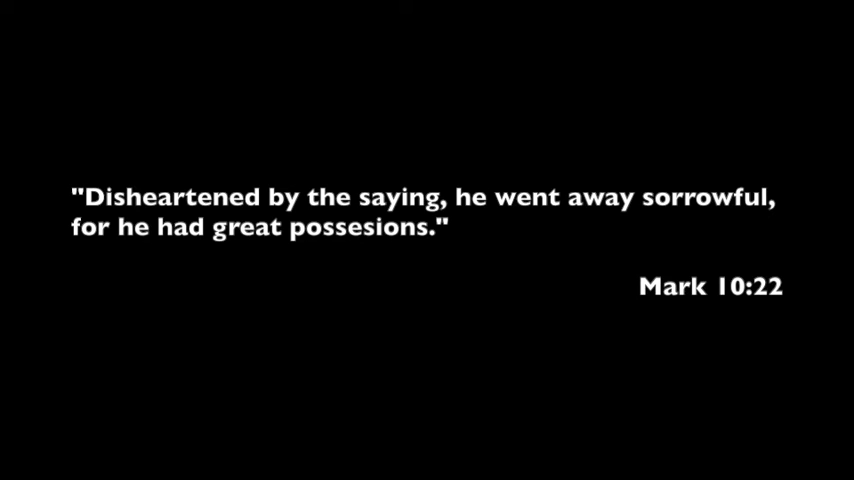 "Disheartened by the saying, he went away sorrowful,
for he had great possesions."
Mark 10:22